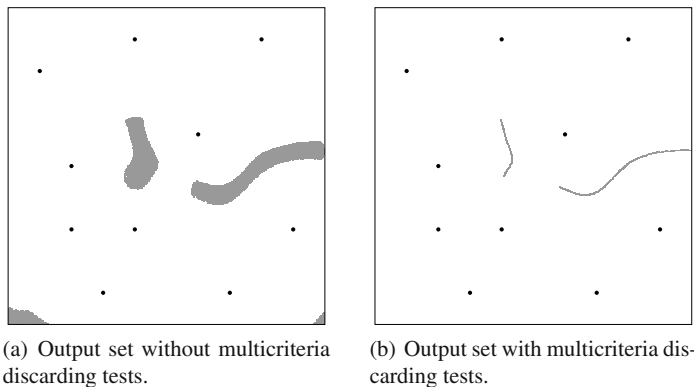 (a) Output set without multicriteria
discarding tests.
(b) Output set with multicriteria dis-
carding tests.